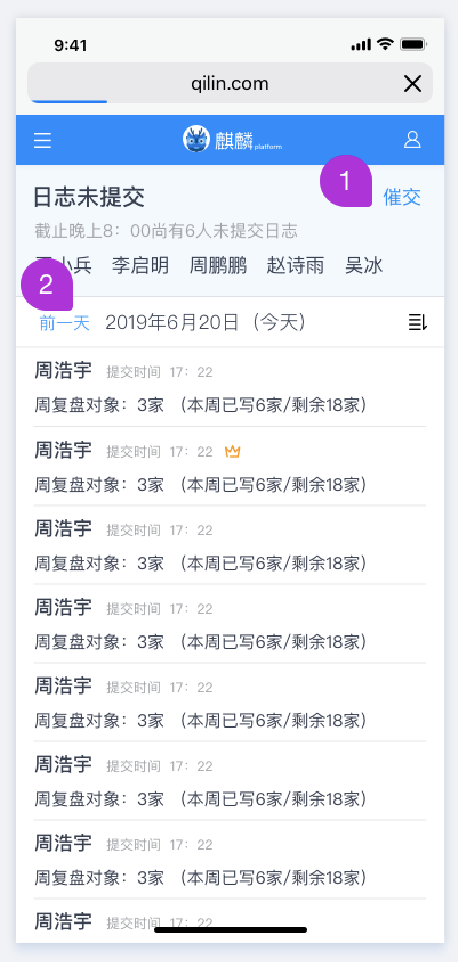 9:41
qilin.com
麒麟 platform
日志未提交
1
催交
截止晚上8：00尚有6人未提交日志
小兵 李启明 周鹏鹏 赵诗雨 吴冰
2
前一天 2019年6月20日（今天）
周浩宇 提交时间 17：22
周复盘对象：3家 （本周已写6家/剩余18家）
周浩宇 提交时间 17：22
周复盘对象：3家 （本周已写6家/剩余18家）
周浩宇 提交时间 17：22
周复盘对象：3家 （本周已写6家/剩余18家）
周浩宇 提交时间 17：22
周复盘对象：3家 （本周已写6家/剩余18家）
周浩宇 提交时间 17：22
周复盘对象：3家 （本周已写6家/剩余18家）
周浩宇 提交时间 17：22
周复盘对象：3家 （本周已写6家/剩余18家）
周浩宇 提交时间 17：22
周复盘对象：3家 （本周已写6家/剩余18家）
周浩宇 提交时间 17：22